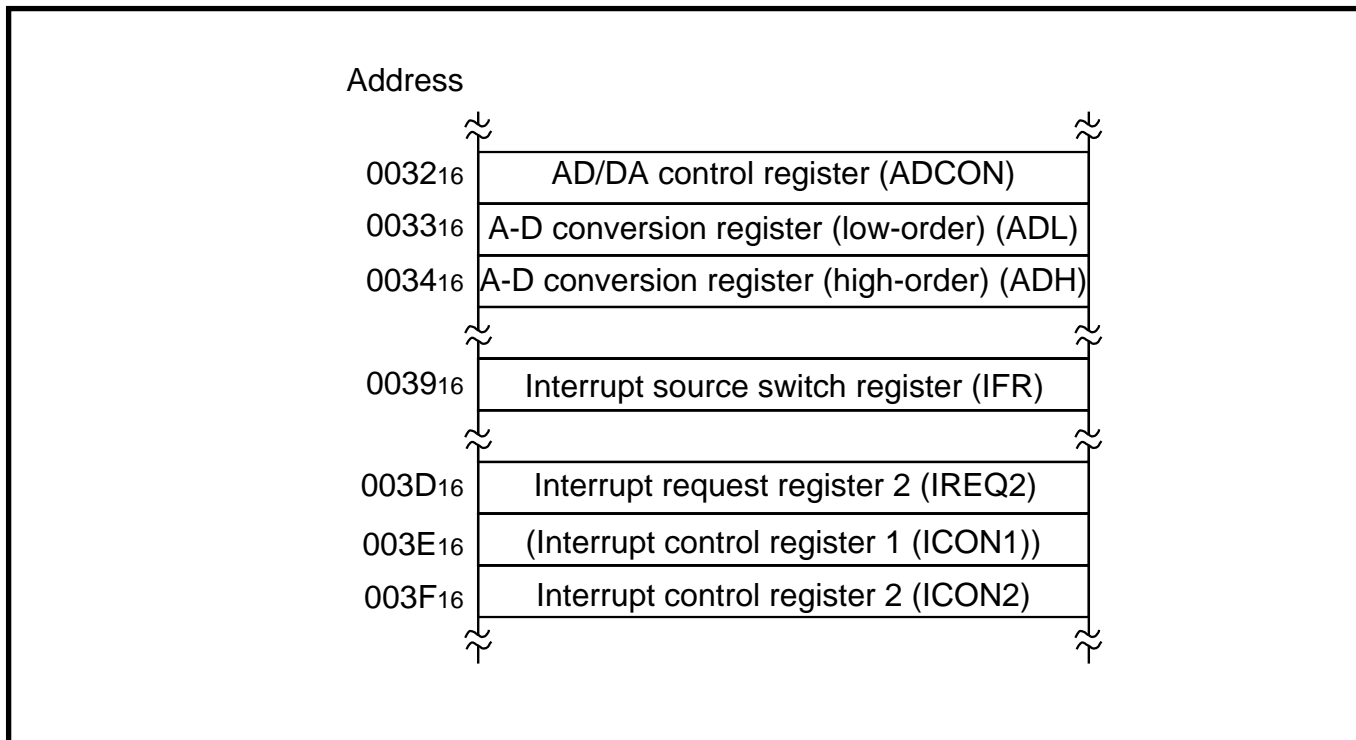 Address
0032₁₆ AD/DA control register (ADCON)
0033₁₆ A-D conversion register (low-order) (ADL)
0034₁₆ A-D conversion register (high-order) (ADH)
0039₁₆ Interrupt source switch register (IFR)
003D₁₆ Interrupt request register 2 (IREQ2)
003E₁₆ (Interrupt control register 1 (ICON1))
003F₁₆ Interrupt control register 2 (ICON2)